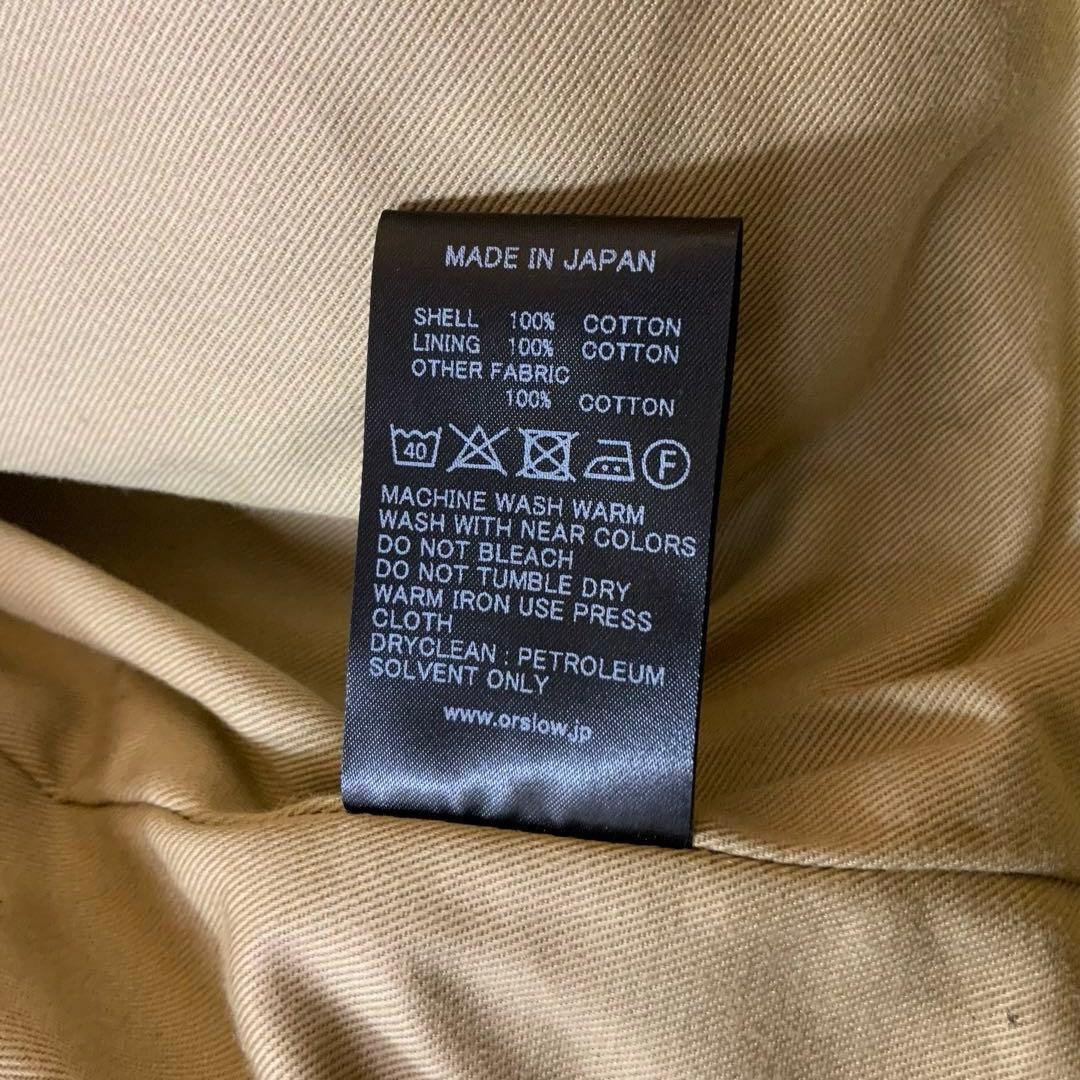 MADE IN JAPAN
SHELL 100% COTTON
LINING 100% COTTON
OTHER FABRIC
100% COTTON
40 F
MACHINE WASH WARM
WASH WITH NEAR COLORS
DO NOT BLEACH
DO NOT TUMBLE DRY
WARM IRON USE PRESS
CLOTH
DRYCLEAN : PETROLEUM
SOLVENT ONLY
www.orslow.jp